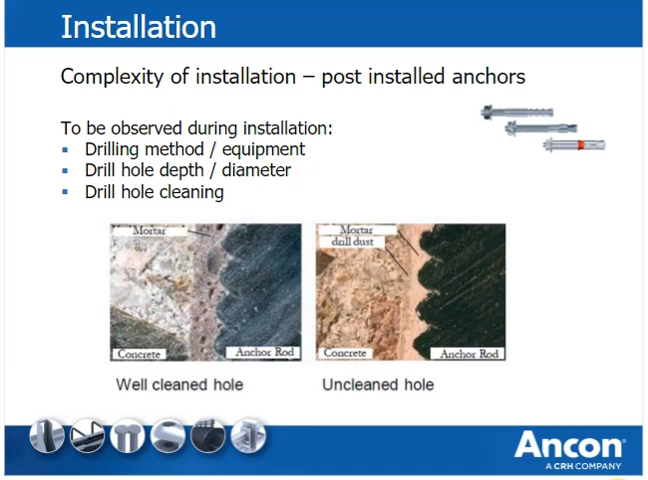 Installation
Complexity of installation – post installed anchors
To be observed during installation:
▪ Drilling method / equipment
▪ Drill hole depth / diameter
▪ Drill hole cleaning
Mortar
Concrete
Anchor Rod
Mortar
drill dust
Concrete
Anchor Rod
Well cleaned hole
Uncleaned hole
Ancon®
A CRH COMPANY